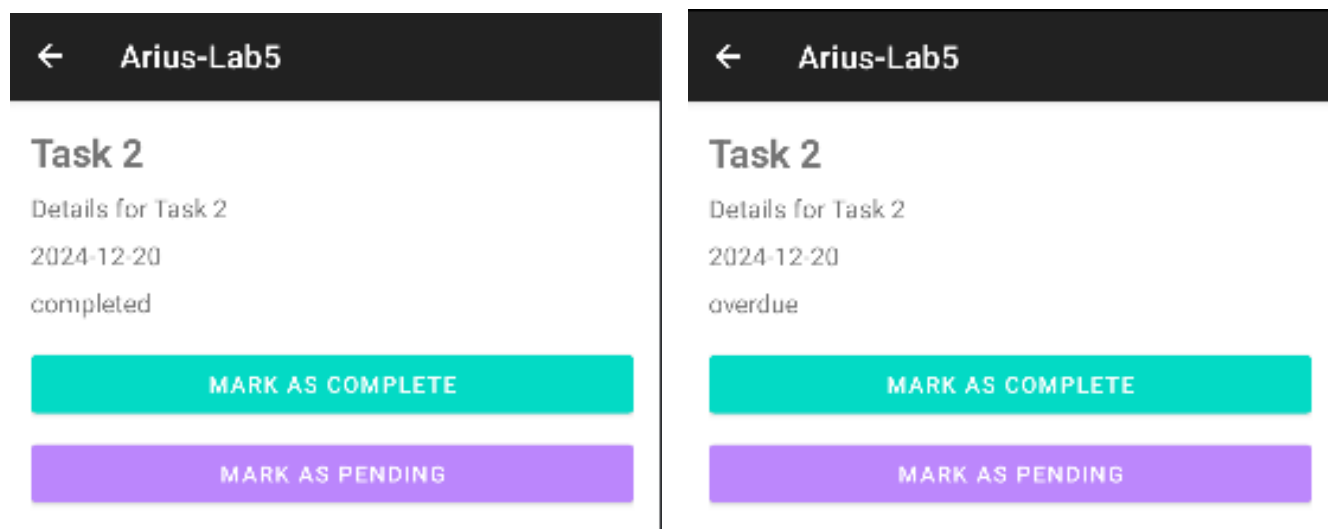 Arius-Lab5
Task 2
Details for Task 2
2024-12-20
completed
MARK AS COMPLETE
MARK AS PENDING
Arius-Lab5
Task 2
Details for Task 2
2024-12-20
overdue
MARK AS COMPLETE
MARK AS PENDING